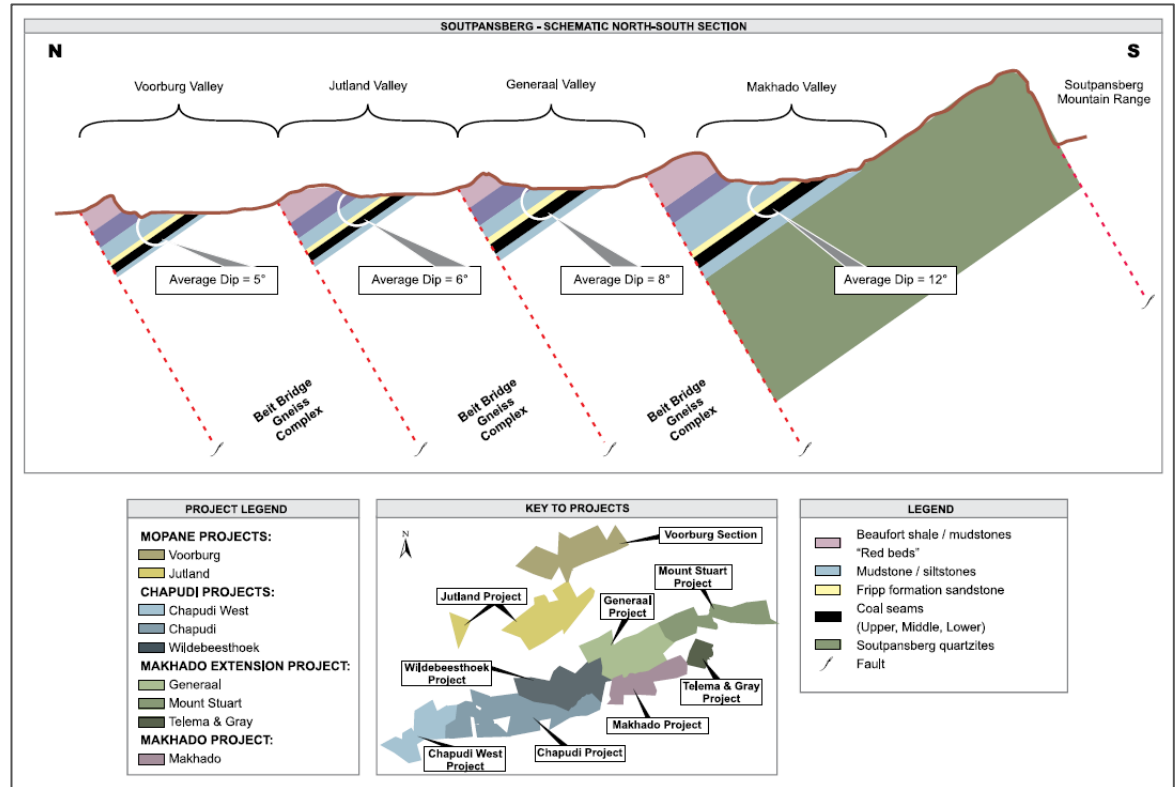 SOUTPANSBERG - SCHEMATIC NORTH-SOUTH SECTION
N
S
Voorburg Valley
Jutland Valley
Generaal Valley
Makhado Valley
Soutpansberg
Mountain Range
Average Dip = 5°
Average Dip = 6°
Average Dip = 8°
Average Dip = 12°
Beit Bridge
Gneiss
Complex
Beit Bridge
Gneiss
Complex
Beit Bridge
Gneiss
Complex
PROJECT LEGEND
MOPANE PROJECTS:
Voorburg
Jutland
CHAPUDI PROJECTS:
Chapudi West
Chapudi
Wildebeesthoek
MAKHADO EXTENSION PROJECT:
Generaal
Mount Stuart
Telema & Gray
MAKHADO PROJECT:
Makhado
KEY TO PROJECTS
N
Voorburg Section
Mount Stuart
Project
Jutland Project
Generaal
Project
Wildebeesthoek
Project
Telema & Gray
Project
Makhado Project
Chapudi West
Project
Chapudi Project
LEGEND
Beaufort shale / mudstones
"Red beds"
Mudstone / siltstones
Fripp formation sandstone
Coal seams
(Upper, Middle, Lower)
Soutpansberg quartzites
Fault